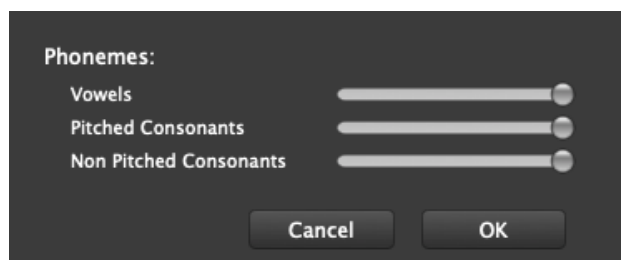 Phonemes:
Vowels
Pitched Consonants
Non Pitched Consonants
Cancel OK